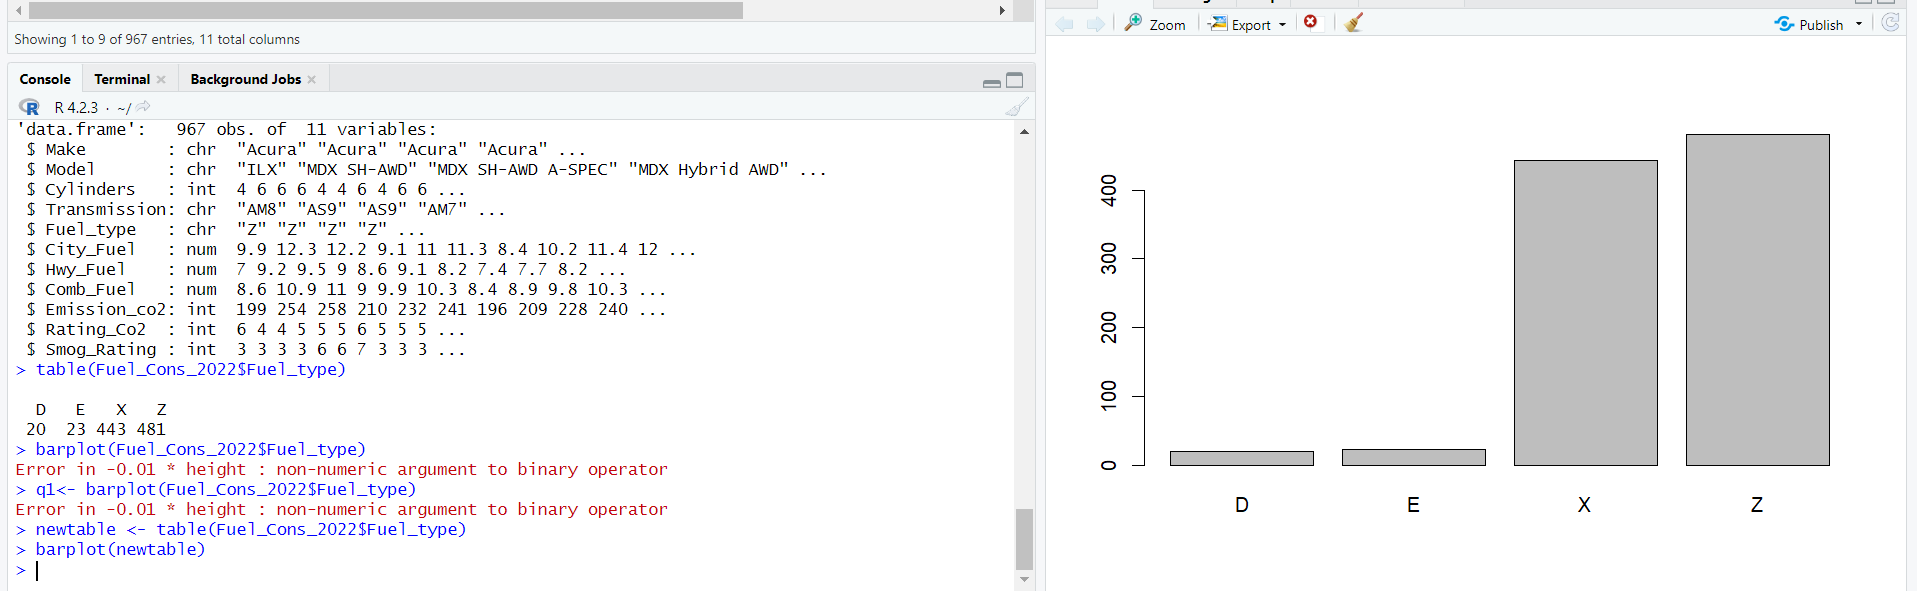 Showing 1 to 9 of 967 entries, 11 total columns
Console Terminal Background Jobs
R 4.2.3 · ~/
'data.frame':   967 obs. of  11 variables:
 $ Make        : chr  "Acura" "Acura" "Acura" "Acura" ...
 $ Model       : chr  "ILX" "MDX SH-AWD" "MDX SH-AWD A-SPEC" "MDX Hybrid AWD" ...
 $ Cylinders   : int  4 6 6 6 4 4 6 4 6 6 ...
 $ Transmission: chr  "AM8" "AS9" "AS9" "AM7" ...
 $ Fuel_type   : chr  "Z" "Z" "Z" "Z" ...
 $ City_Fuel   : num  9.9 12.3 12.2 9.1 11 11.3 8.4 10.2 11.4 12 ...
 $ Hwy_Fuel    : num  7 9.2 9.5 9 8.6 9.1 8.2 7.4 7.7 8.2 ...
 $ Comb_Fuel   : num  8.6 10.9 11 9 9.9 10.3 8.4 8.9 9.8 10.3 ...
 $ Emission_co2: int  199 254 258 210 232 241 196 209 228 240 ...
 $ Rating_Co2  : int  6 4 4 5 5 5 6 5 5 5 ...
 $ Smog_Rating : int  3 3 3 3 6 6 7 3 3 3 ...
> table(Fuel_Cons_2022$Fuel_type)
  D   E   X   Z
 20  23 443 481
> barplot(Fuel_Cons_2022$Fuel_type)
Error in -0.01 * height : non-numeric argument to binary operator
> q1<- barplot(Fuel_Cons_2022$Fuel_type)
Error in -0.01 * height : non-numeric argument to binary operator
> newtable <- table(Fuel_Cons_2022$Fuel_type)
> barplot(newtable)
>
Zoom Export Publish
400
300
200
100
0
D E X Z